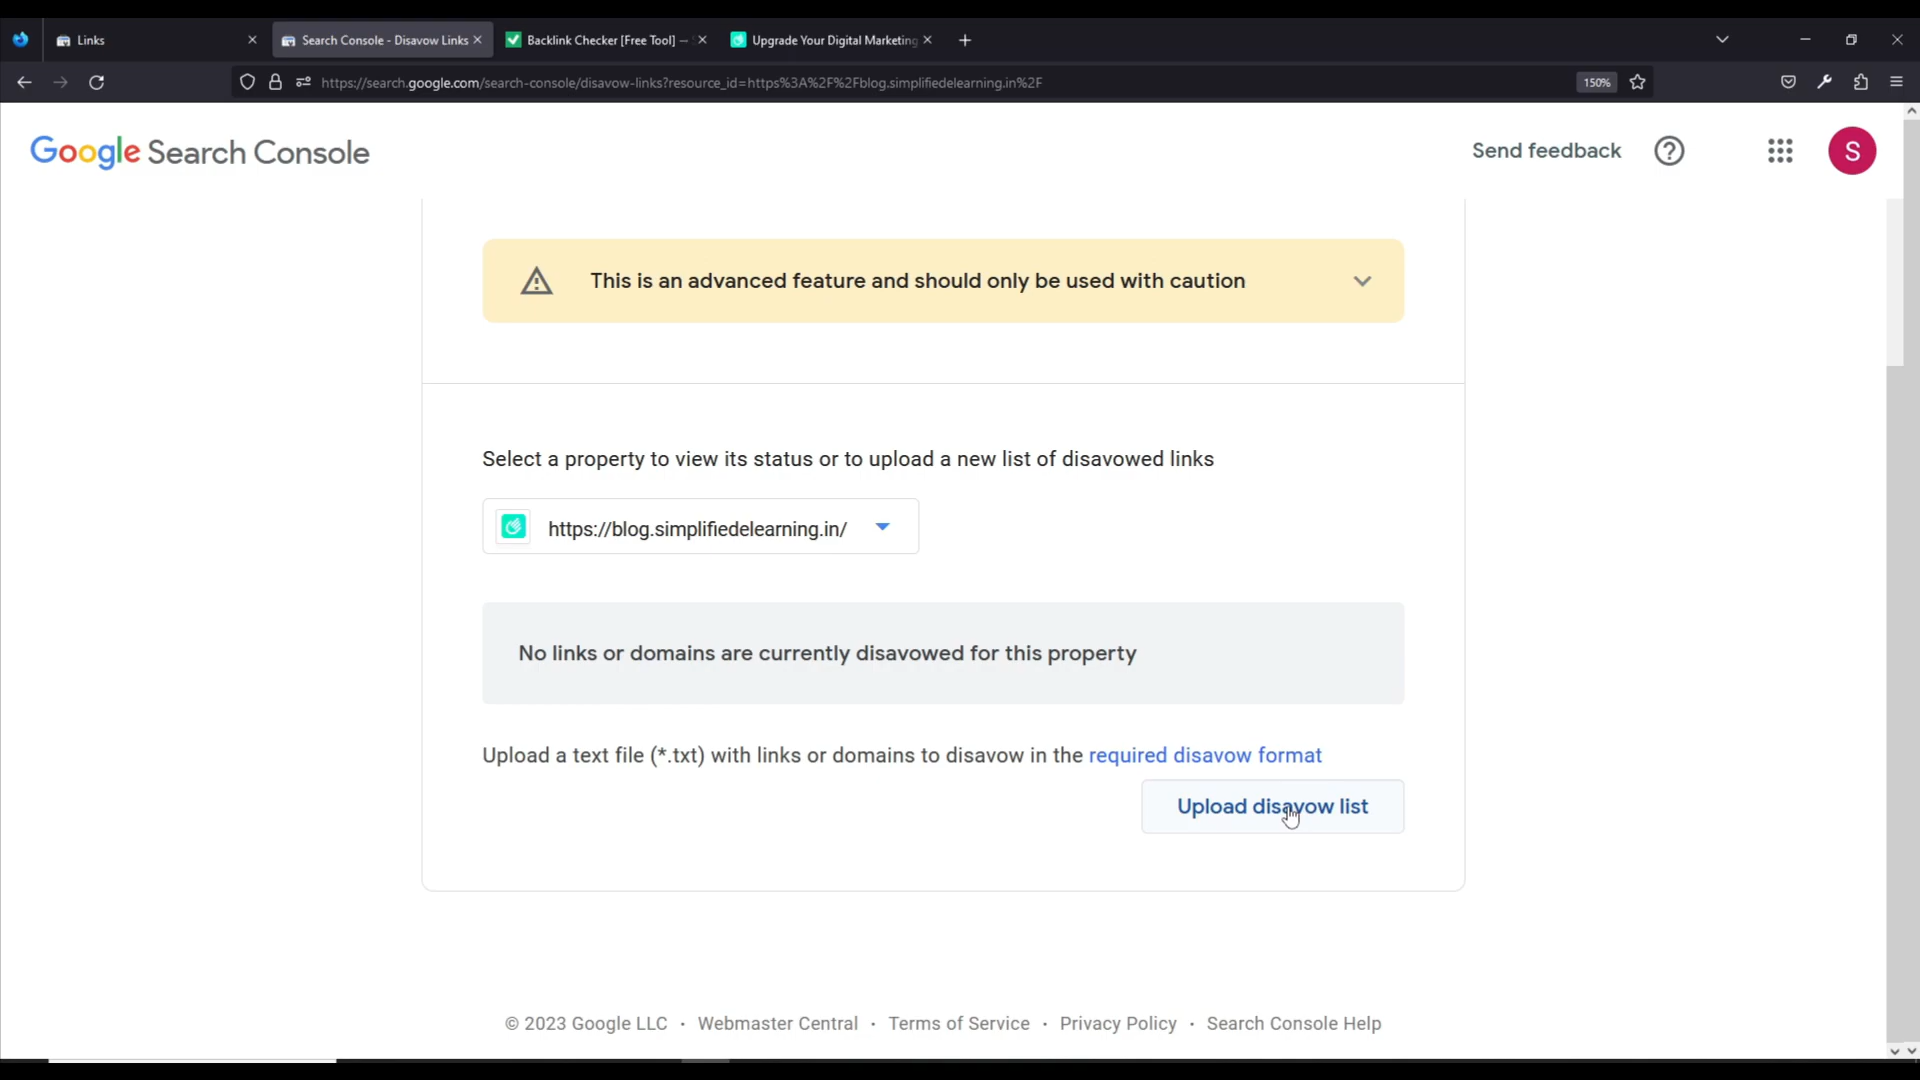 Links
Search Console - Disavow Links
Backlink Checker [Free Tool] —
Upgrade Your Digital Marketing
https://search.google.com/search-console/disavow-links?resource_id=https%3A%2F%2Fblog.simplifiedelearning.in%2F
150%
Google Search Console
Send feedback
S
This is an advanced feature and should only be used with caution
Select a property to view its status or to upload a new list of disavowed links
https://blog.simplifiedelearning.in/
No links or domains are currently disavowed for this property
Upload a text file (*.txt) with links or domains to disavow in the required disavow format
Upload disavow list
© 2023 Google LLC · Webmaster Central · Terms of Service · Privacy Policy · Search Console Help